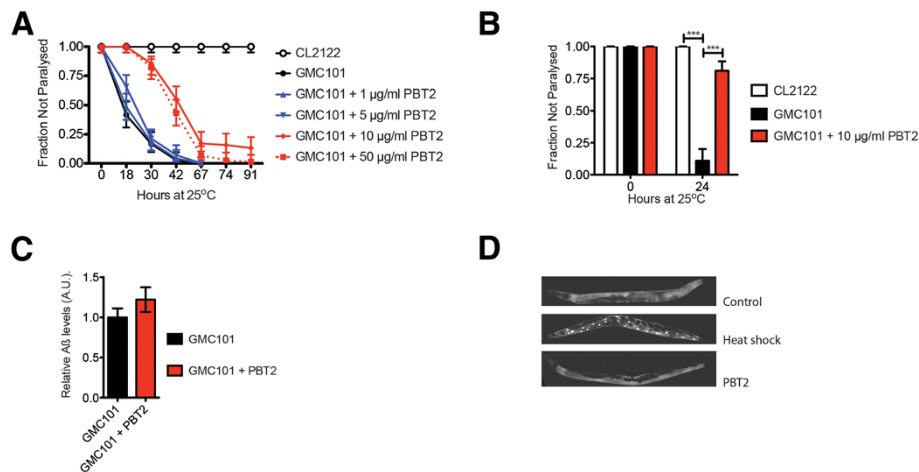 A
Fraction Not Paralysed
1.00
0.75
0.50
0.25
0.00
0 18 30 42 67 74 91
Hours at 25°C
CL2122
GMC101
GMC101 + 1 µg/ml PBT2
GMC101 + 5 µg/ml PBT2
GMC101 + 10 µg/ml PBT2
GMC101 + 50 µg/ml PBT2
B
Fraction Not Paralysed
1.00
0.75
0.50
0.25
0.00
*** ***
0 24
Hours at 25°C
CL2122
GMC101
GMC101 + 10 µg/ml PBT2
C
Relative Aß levels (A.U.).
1.5
1.0
0.5
0.0
GMC101
GMC101 + PBT2
GMC101
GMC101 + PBT2
D
Control
Heat shock
PBT2